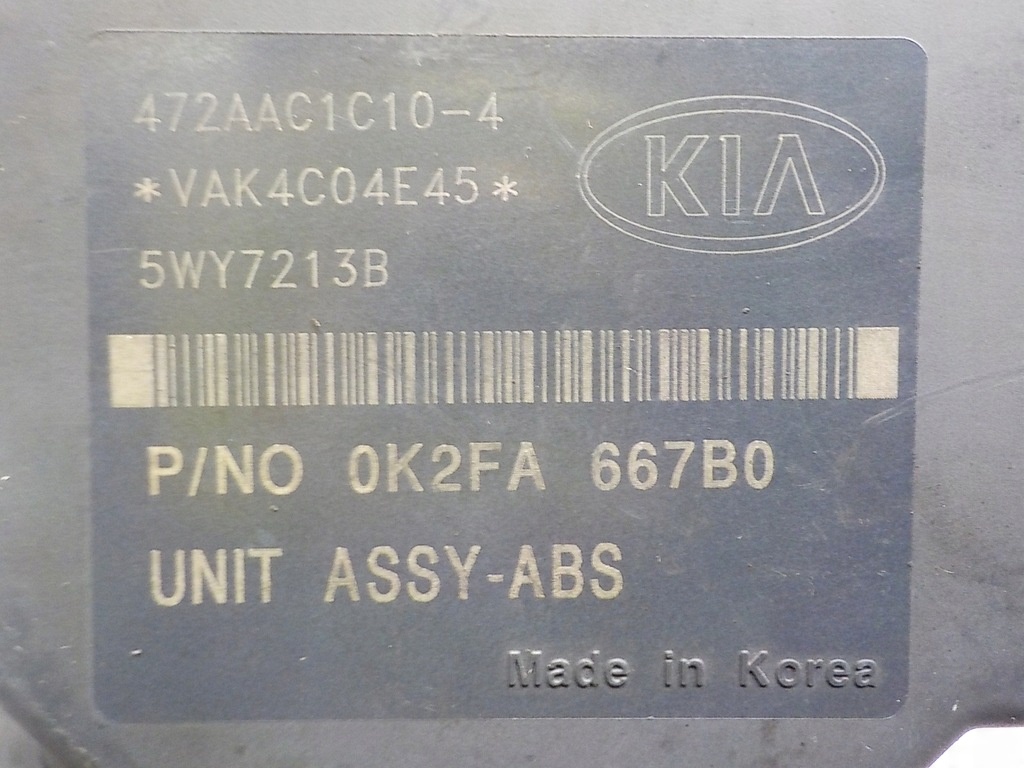 472AAC1C10-4
KIA
*VAK4C04E45*
5WY7213B
P/NO 0K2FA 667B0
UNIT ASSY-ABS
Made in Korea